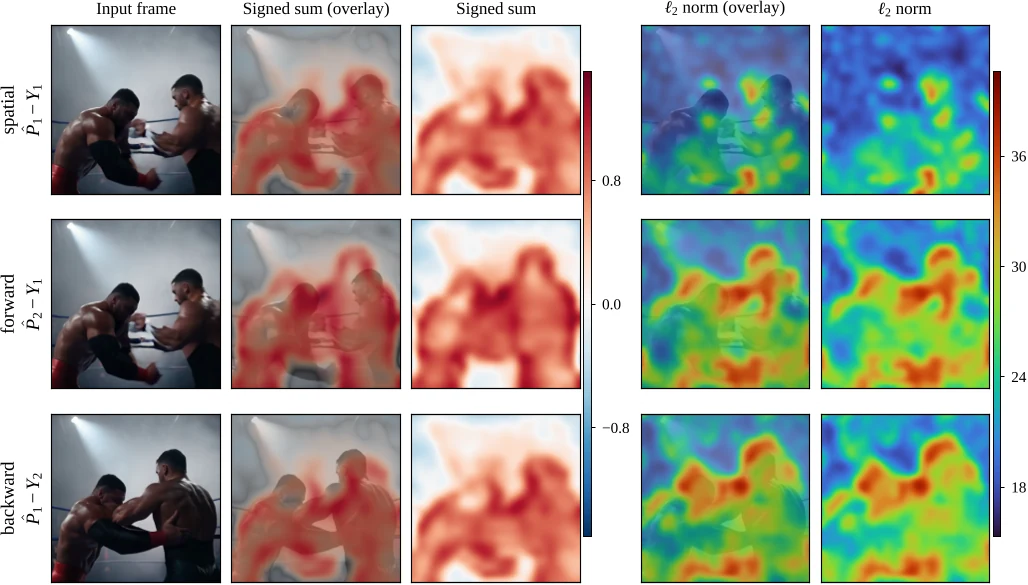 Input frame
Signed sum (overlay)
Signed sum
ℓ₂ norm (overlay)
ℓ₂ norm
spatial
P̂₁ − Y₁
forward
P̂₂ − Y₁
backward
P̂₁ − Y₂
0.8
0.0
−0.8
36
30
24
18